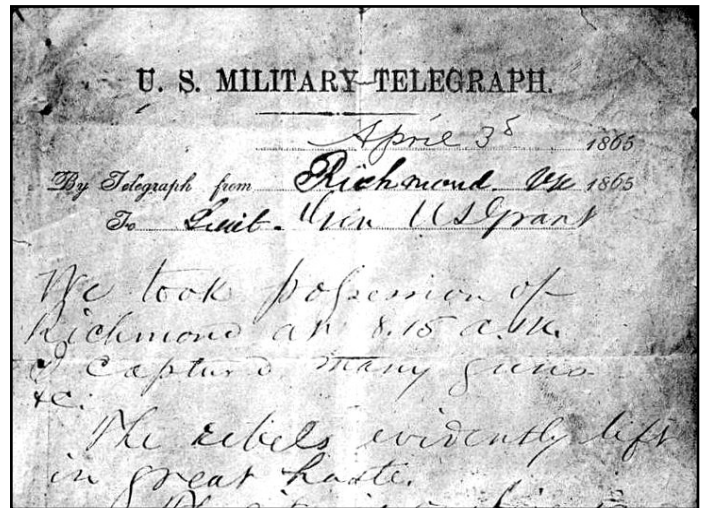 U. S. MILITARY TELEGRAPH.
April 3d 1865
By Telegraph from Richmond. Va 1865
To Lieut. Gen U S Grant
We took possession of
Richmond at 8.15 a.m.
I captured many guns
&c.
The rebels evidently left
in great haste.